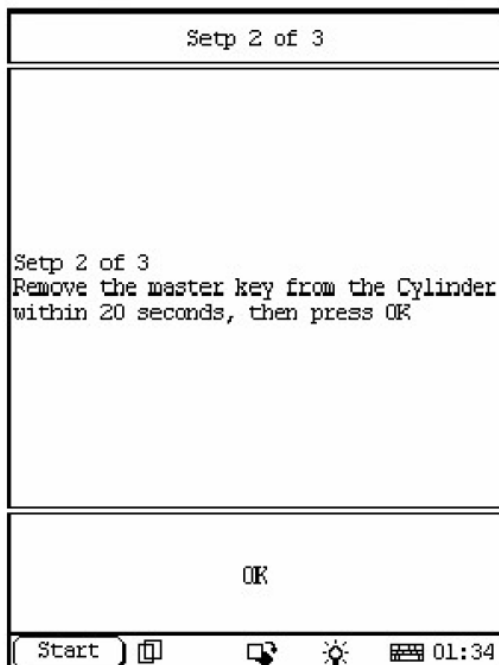 Setp 2 of 3
Setp 2 of 3
Remove the master key from the Cylinder
within 20 seconds, then press OK
OK
Start 01:34